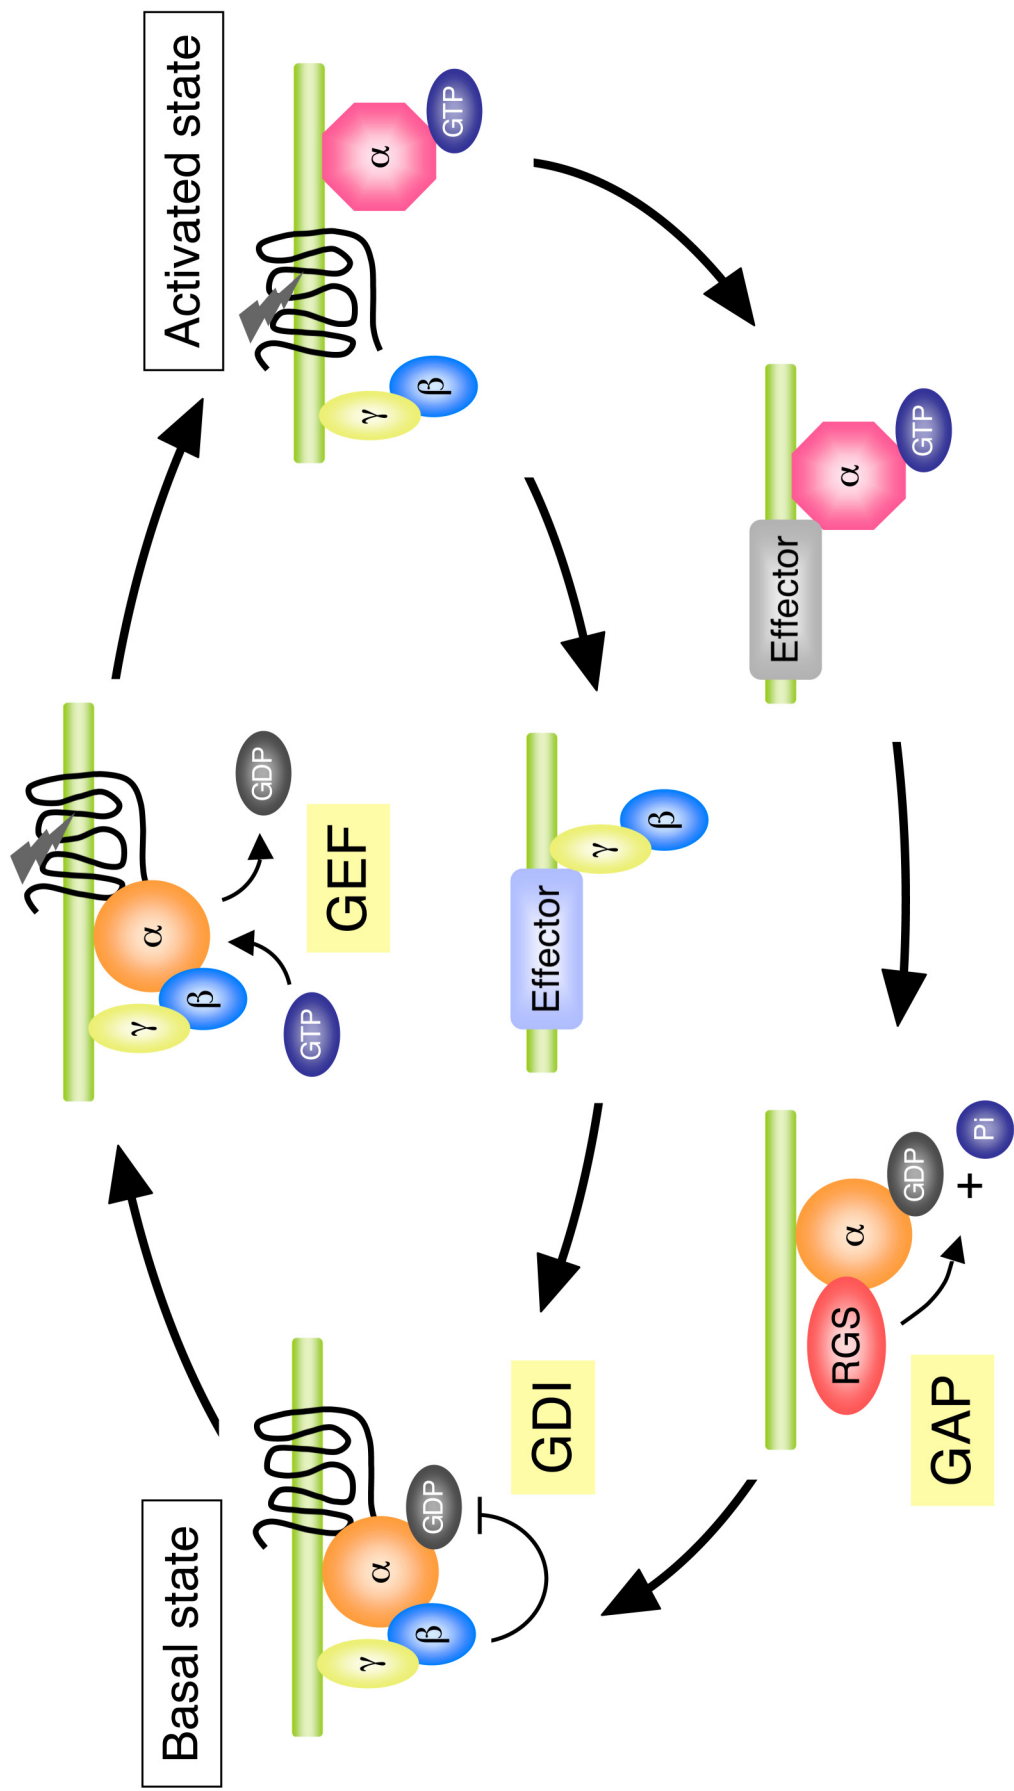 Basal state
γ
β
α
GDP
GDI
γ
β
α
GTP
GDP
GEF
Activated state
γ
β
α
GTP
Effector
γ
β
Effector
α
GTP
RGS
α
GDP
+
Pi
GAP